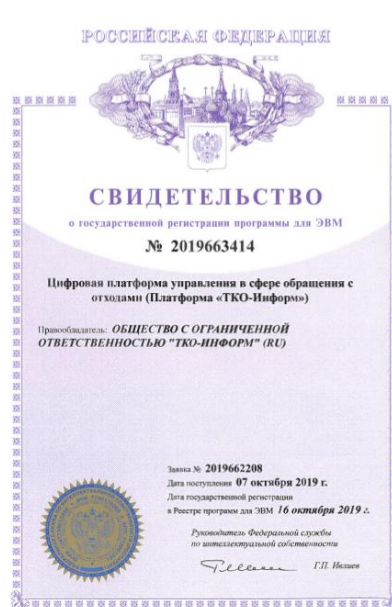 РОССИЙСКАЯ ФЕДЕРАЦИЯ
СВИДЕТЕЛЬСТВО
о государственной регистрации программы для ЭВМ
№ 2019663414
Цифровая платформа управления в сфере обращения с
отходами (Платформа «ТКО-Информ»)
Правообладатель: ОБЩЕСТВО С ОГРАНИЧЕННОЙ
ОТВЕТСТВЕННОСТЬЮ "ТКО-ИНФОРМ" (RU)
Заявка № 2019662208
Дата поступления 07 октября 2019 г.
Дата государственной регистрации
в Реестре программ для ЭВМ 16 октября 2019 г.
Руководитель Федеральной службы
по интеллектуальной собственности
Г.П. Ивлиев